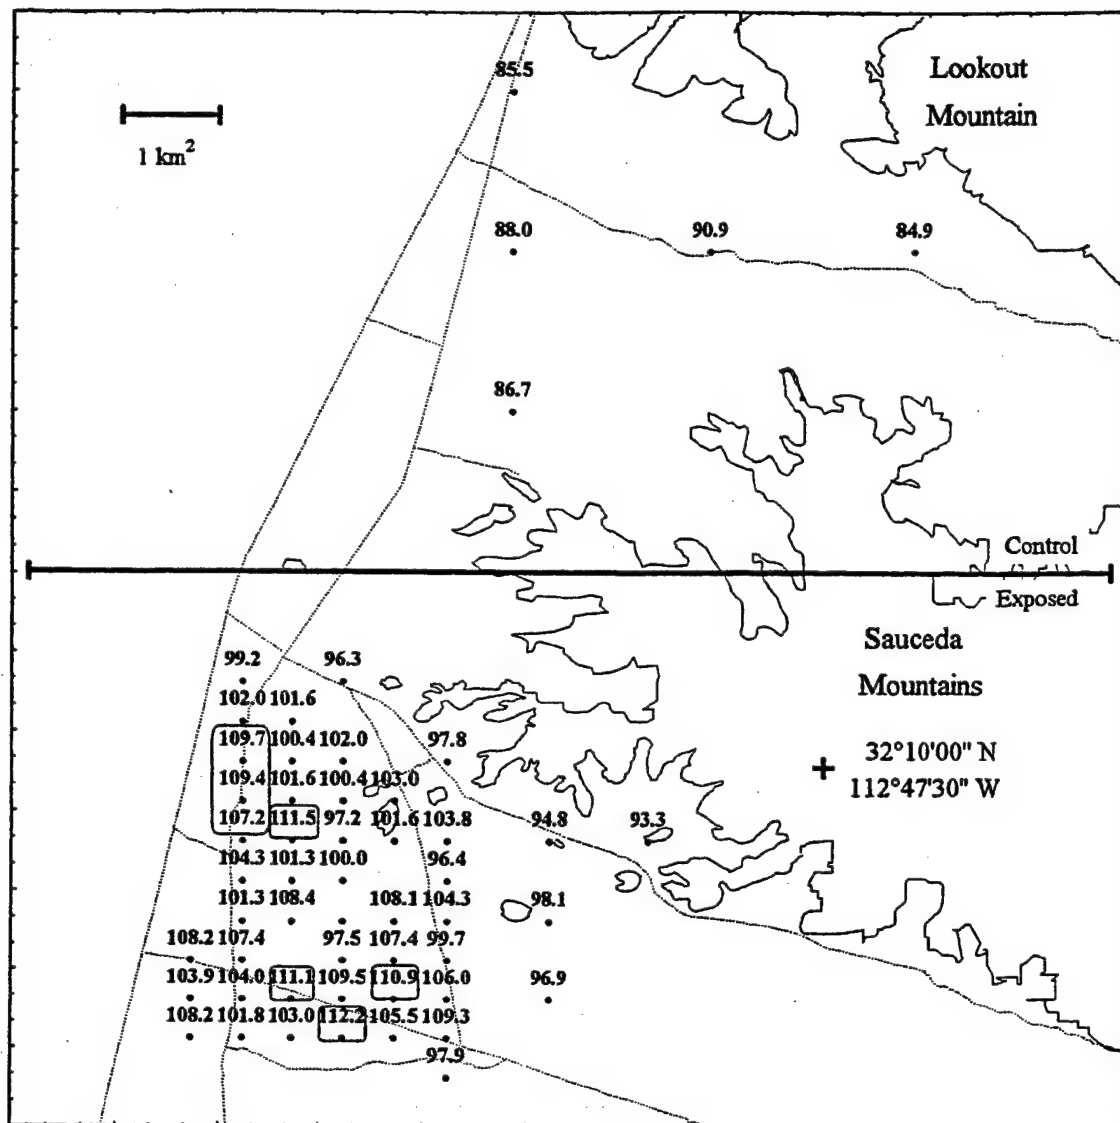 85.5
Lookout
Mountain
1 km²
88.0 90.9 84.9
86.7
Control
Exposed
Sauceda
Mountains
99.2 96.3
102.0 101.6
109.7 100.4 102.0 97.8
32°10'00" N
109.4 101.6 100.4 103.0
112°47'30" W
107.2 111.5 97.2 101.6 103.8 94.8 93.3
104.3 101.3 100.0 96.4
101.3 108.4 108.1 104.3 98.1
108.2 107.4 97.5 107.4 99.7
103.9 104.0 111.1 109.5 110.9 106.0 96.9
108.2 101.8 103.0 112.2 105.5 109.3
97.9